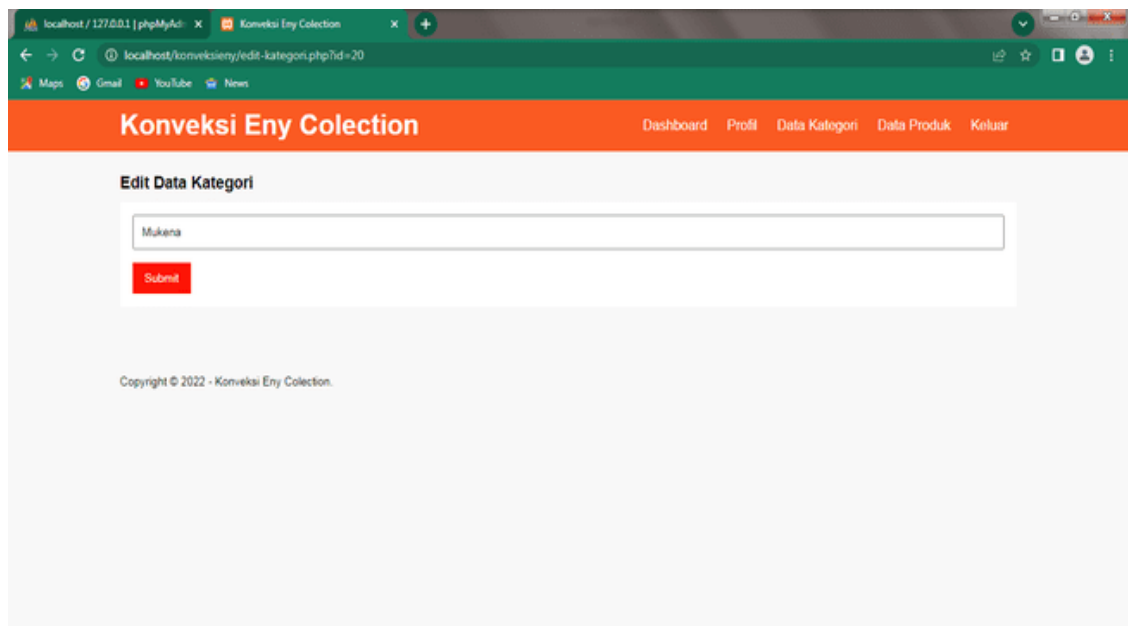 localhost / 127.0.0.1 | phpMyAd
Konveksi Eny Colection
localhost/konveksieny/edit-kategori.php?id=20
Maps Gmail YouTube News
Konveksi Eny Colection
Dashboard Profil Data Kategori Data Produk Keluar
Edit Data Kategori
Mukena
Submit
Copyright © 2022 - Konveksi Eny Colection.